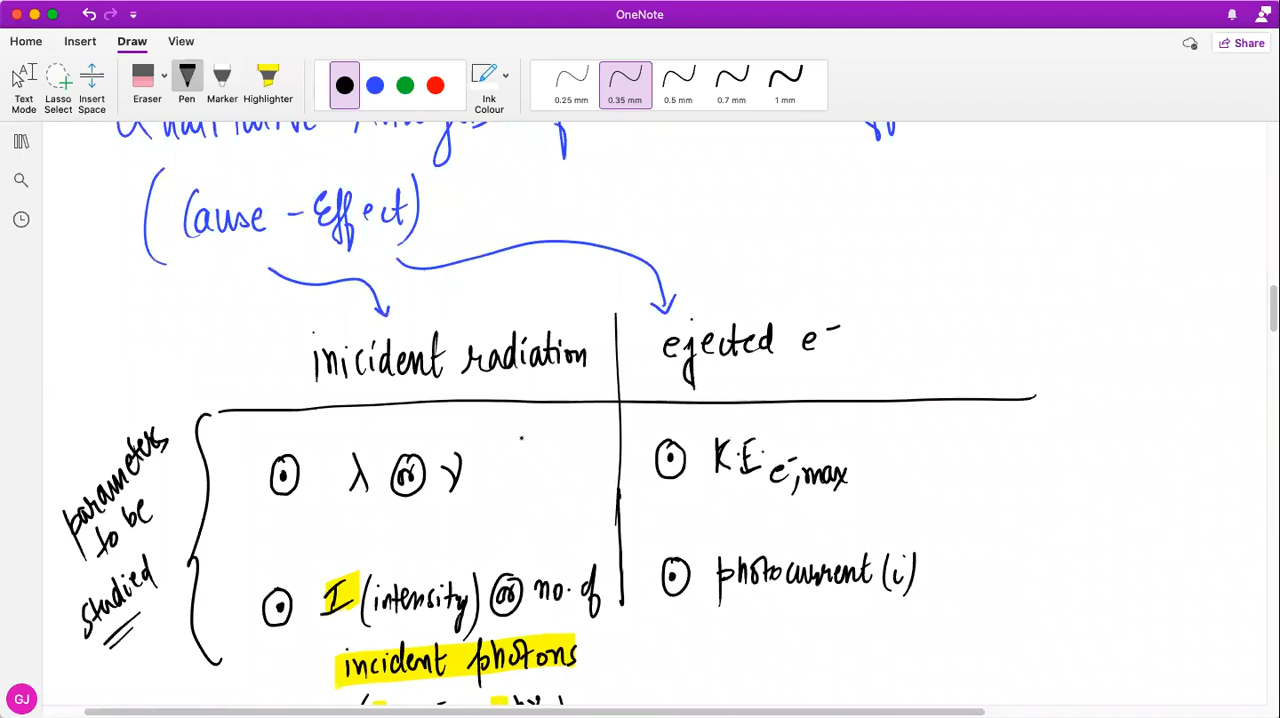 OneNote
Home Insert Draw View
Share
Text Mode
Lasso Select
Insert Space
Eraser
Pen
Marker
Highlighter
Ink Colour
0.25 mm
0.35 mm
0.5 mm
0.7 mm
1 mm
(Cause - Effect)
inicident radiation
ejected e⁻
parameters
to be
studied
⊙ λ or ν
⊙ K.E. e⁻, max
⊙ I (intensity) or no. of
incident photons
⊙ photocurrent (i)
GJ